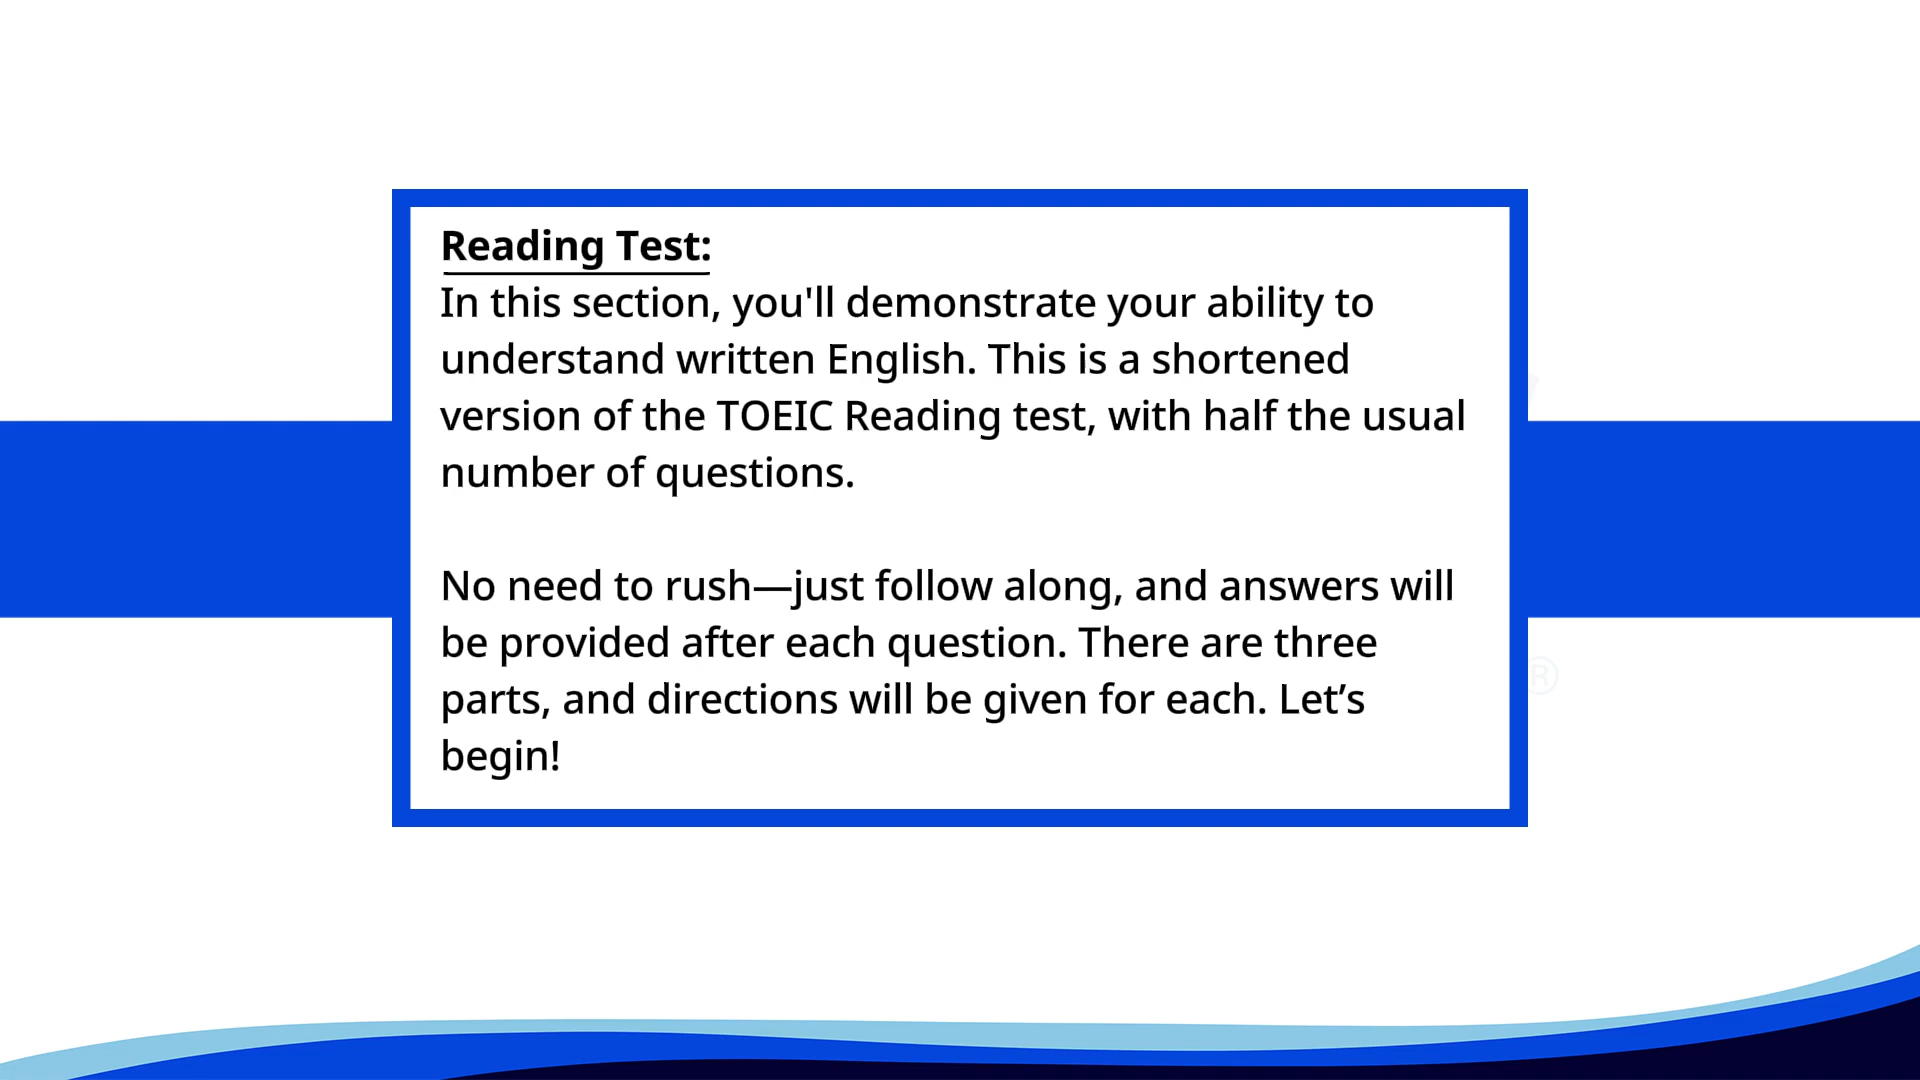 Reading Test:
In this section, you'll demonstrate your ability to
understand written English. This is a shortened
version of the TOEIC Reading test, with half the usual
number of questions.
No need to rush—just follow along, and answers will
be provided after each question. There are three
parts, and directions will be given for each. Let’s
begin!
®